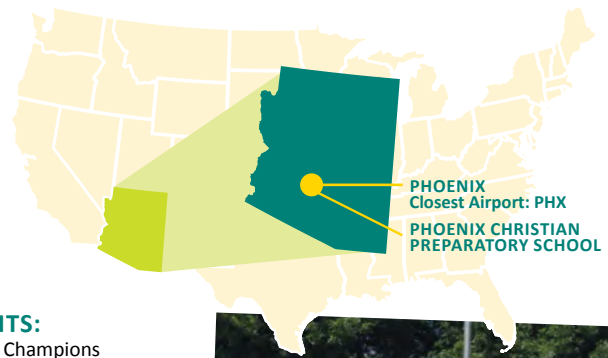 PHOENIX
Closest Airport: PHX
PHOENIX CHRISTIAN
PREPARATORY SCHOOL
Champions